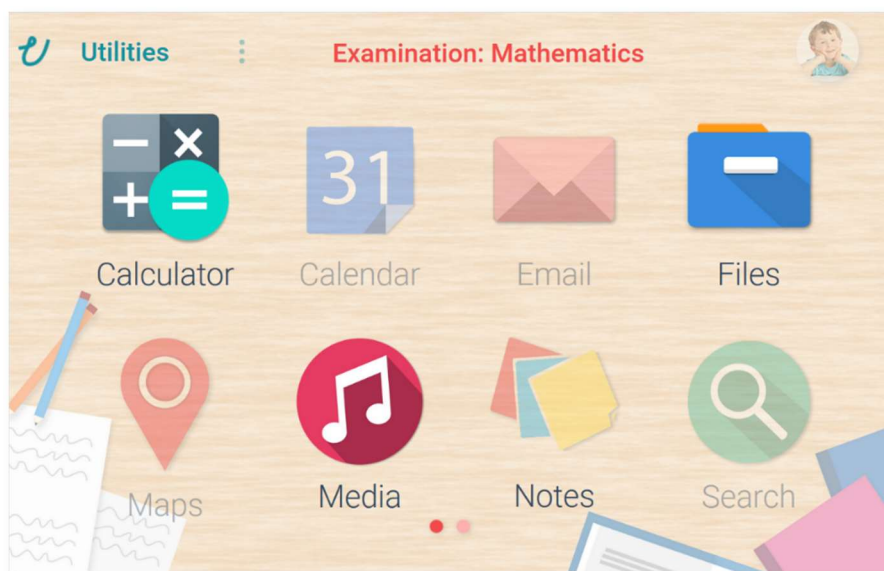 Utilities
Examination: Mathematics
31
Calculator
Calendar
Email
Files
Maps
Media
Notes
Search